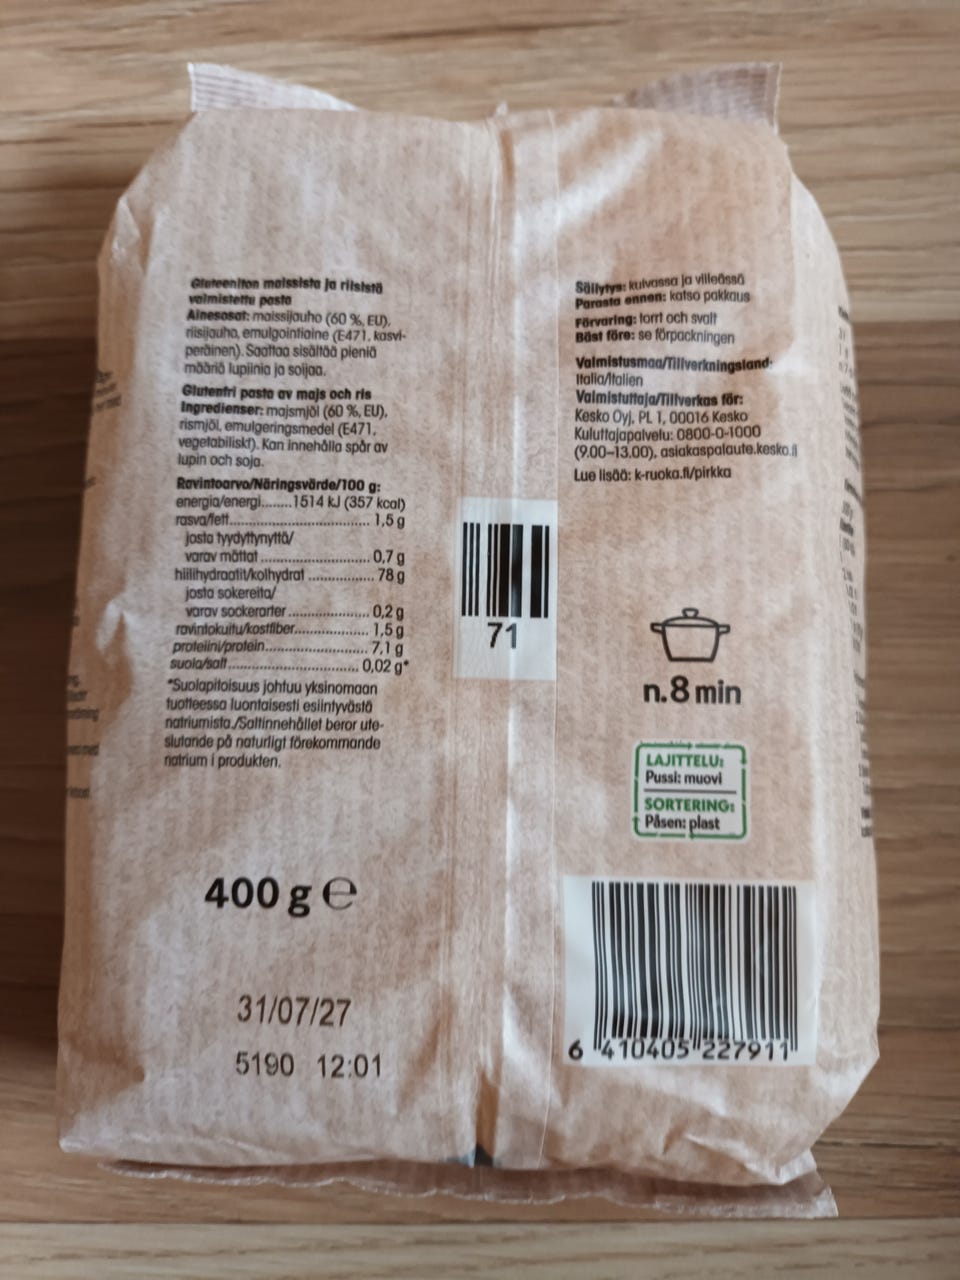 Gluteeniton maissista ja riisistä
valmistettu pasta
Ainesosat: maissijauho (60 %, EU),
riisijauho, emulgointiaine (E471, kasvi-
peräinen). Saattaa sisältää pieniä
määriä lupiinia ja soijaa.
Glutenfri pasta av majs och ris
Ingredienser: majsmjöl (60 %, EU),
rismjöl, emulgeringsmedel (E471,
vegetabiliskt). Kan innehålla spår av
lupin och soja.
Ravintoarvo/Näringsvärde/100 g:
energia/energi........1514 kJ (357 kcal)
rasva/fett.................................. 1,5 g
josta tyydyttynyttä/
varav mättat .......................... 0,7 g
hiilihydraatit/kolhydrat ................ 78 g
josta sokereita/
varav sockerarter ................... 0,2 g
ravintokuitu/kostfiber.................. 1,5 g
proteiini/protein......................... 7,1 g
suola/salt................................ 0,02 g*
*Suolapitoisuus johtuu yksinomaan
tuotteessa luontaisesti esiintyvästä
natriumista./Saltinnehållet beror ute-
slutande på naturligt förekommande
natrium i produkten.
400 g ℮
31/07/27
5190 12:01
71
Säilytys: kuivassa ja viileässä
Parasta ennen: katso pakkaus
Förvaring: torrt och svalt
Bäst före: se förpackningen
Valmistusmaa/Tillverkningsland:
Italia/Italien
Valmistuttaja/Tillverkas för:
Kesko Oyj, PL 1, 00016 Kesko
Kuluttajapalvelu: 0800-0-1000
(9.00–13.00), asiakaspalaute.kesko.fi
Lue lisää: k-ruoka.fi/pirkka
n. 8 min
LAJITTELU:
Pussi: muovi
SORTERING:
Påsen: plast
6 410405 227911